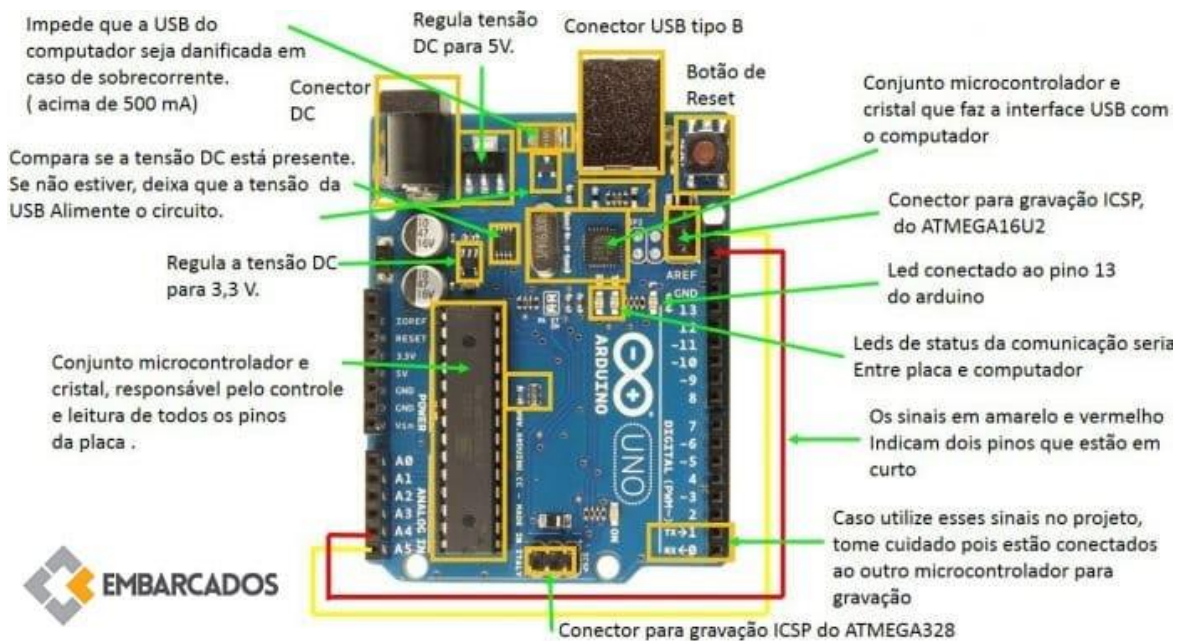 Impede que a USB do
computador seja danificada em
caso de sobrecorrente.
( acima de 500 mA)
Regula tensão
DC para 5V.
Conector USB tipo B
Conector
DC
Botão de
Reset
Conjunto microcontrolador e
cristal que faz a interface USB com
o computador
Compara se a tensão DC está presente.
Se não estiver, deixa que a tensão da
USB Alimente o circuito.
Conector para gravação ICSP,
do ATMEGA16U2
Regula a tensão DC
para 3,3 V.
Led conectado ao pino 13
do arduino
Leds de status da comunicação seria
Entre placa e computador
Conjunto microcontrolador e
cristal, responsável pelo controle
e leitura de todos os pinos
da placa .
Os sinais em amarelo e vermelho
Indicam dois pinos que estão em
curto
Caso utilize esses sinais no projeto,
tome cuidado pois estão conectados
ao outro microcontrolador para
gravação
Conector para gravação ICSP do ATMEGA328
EMBARCADOS
10
47
16V
10
47
16V
IOREF
RESET
3.3V
5V
GND
GND
Vin
POWER
A0
A1
A2
A3
A4
A5
ANALOG IN
AREF
GND
13
12
~11
~10
~9
8
7
~6
~5
4
~3
2
TX→1
RX←0
DIGITAL (PWM~)
ARDUINO
UNO
ON